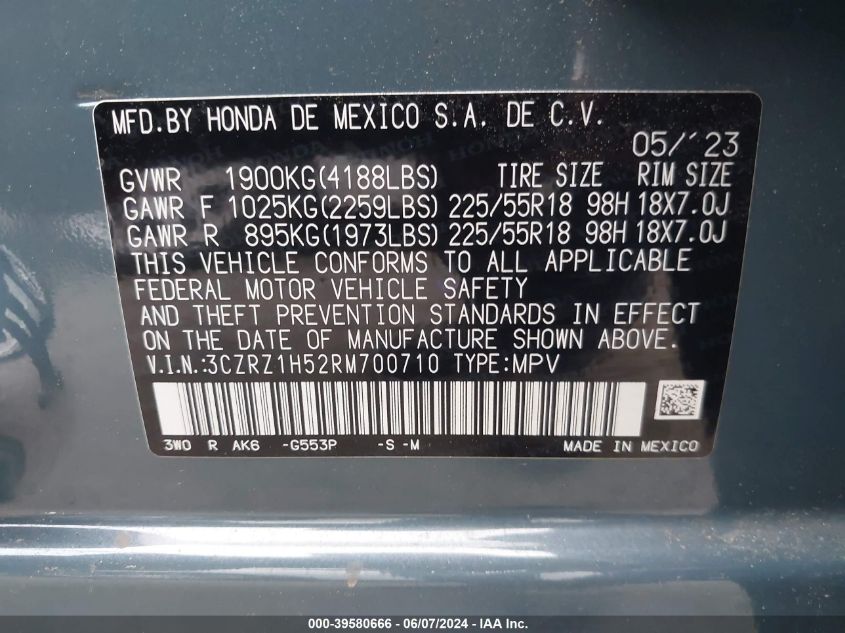 MFD.BY HONDA DE MEXICO S.A. DE C.V.
05/´23
GVWR 1900KG(4188LBS) TIRE SIZE RIM SIZE
GAWR F 1025KG(2259LBS) 225/55R18 98H 18X7.0J
GAWR R 895KG(1973LBS) 225/55R18 98H 18X7.0J
THIS VEHICLE CONFORMS TO ALL APPLICABLE
FEDERAL MOTOR VEHICLE SAFETY
AND THEFT PREVENTION STANDARDS IN EFFECT
ON THE DATE OF MANUFACTURE SHOWN ABOVE.
V.I.N.:3CZRZ1H52RM700710 TYPE:MPV
3WO R AK6 -G553P -S -M MADE IN MEXICO
000-39580666 - 06/07/2024 - IAA Inc.